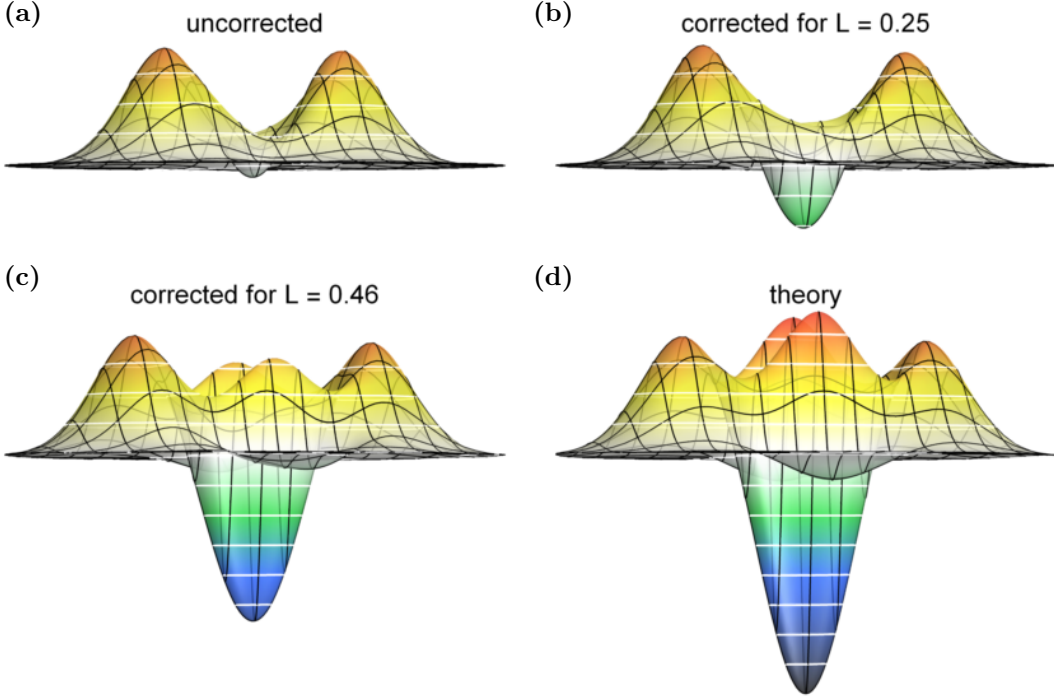 (a)
uncorrected
(b)
corrected for L = 0.25
(c)
corrected for L = 0.46
(d)
theory